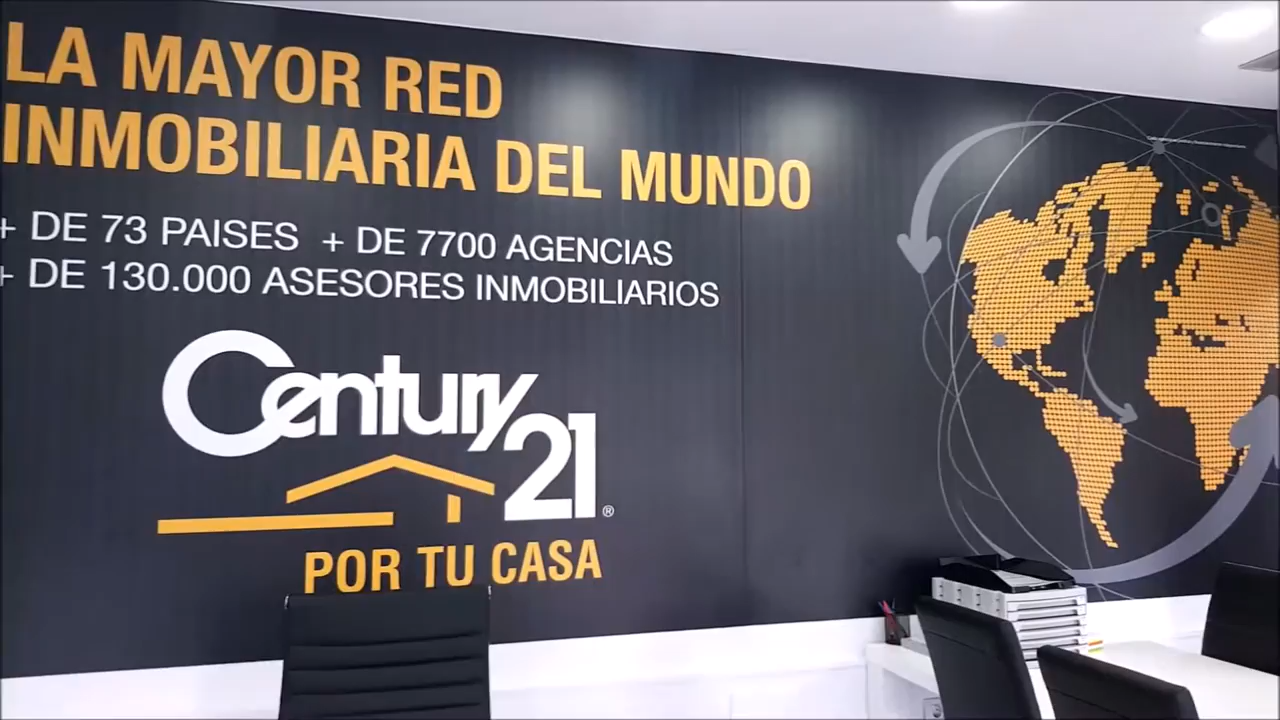 LA MAYOR RED
INMOBILIARIA DEL MUNDO
+ DE 73 PAISES + DE 7700 AGENCIAS
+ DE 130.000 ASESORES INMOBILIARIOS
Century
21®
POR TU CASA